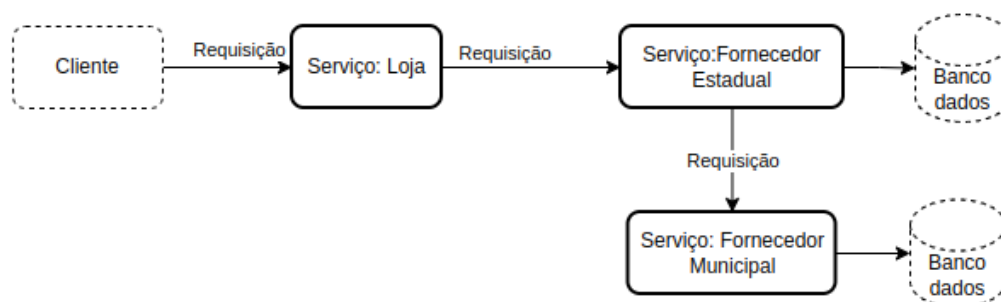 Cliente
Requisição
Serviço: Loja
Requisição
Serviço:Fornecedor
Estadual
Banco
dados
Requisição
Serviço: Fornecedor
Municipal
Banco
dados